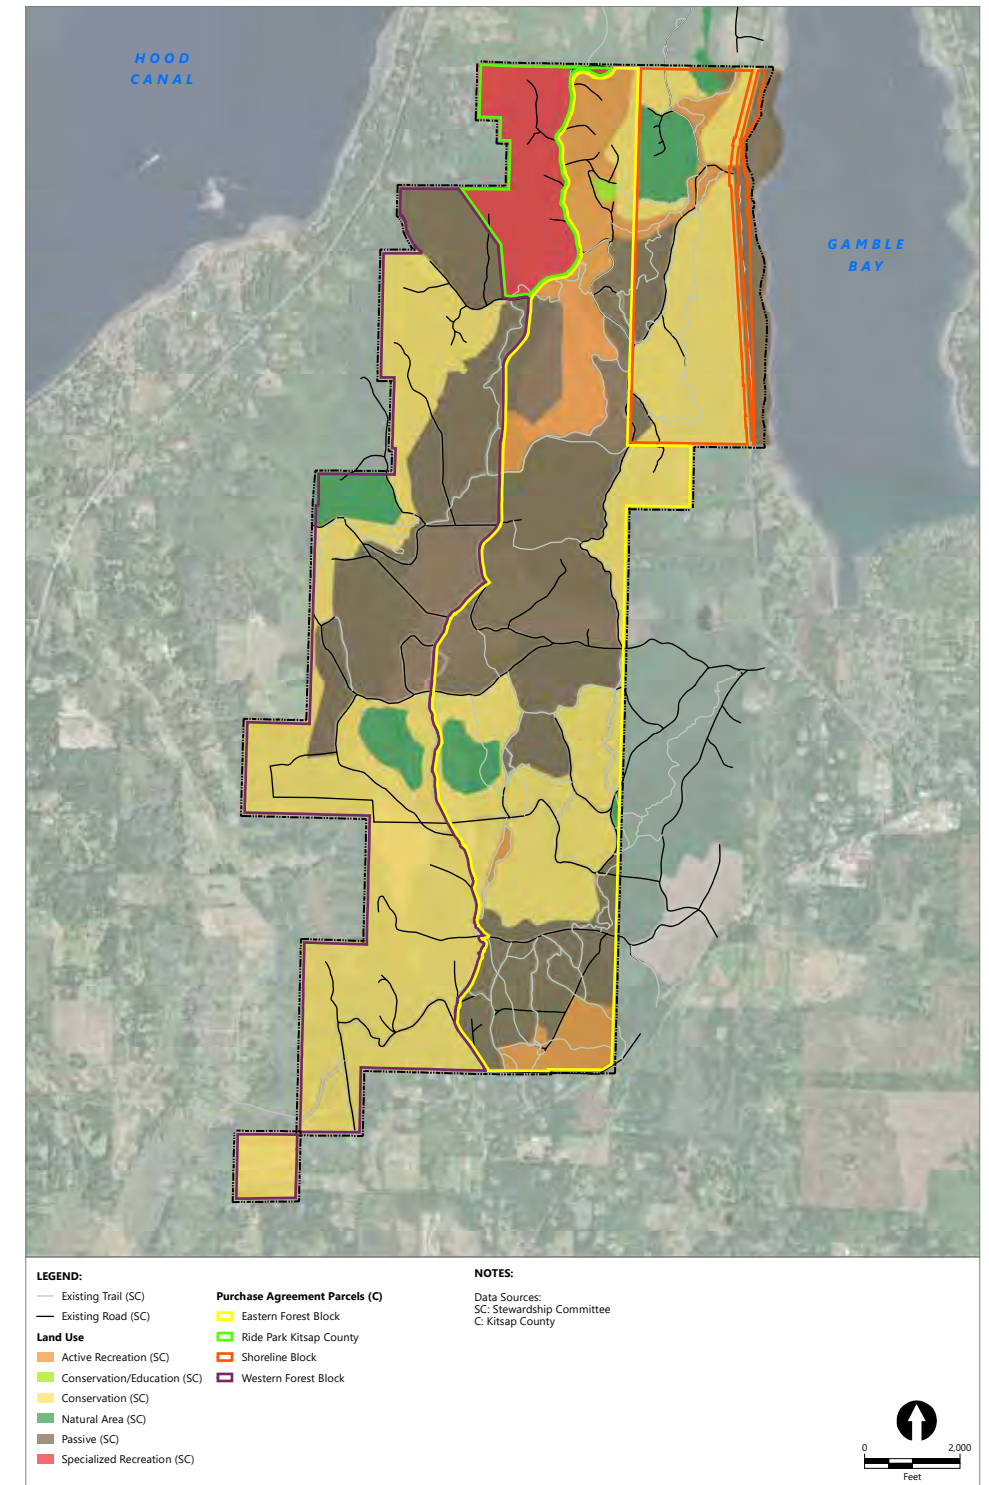 HOOD
CANAL
GAMBLE
BAY
LEGEND:
Existing Trail (SC)
Existing Road (SC)
Land Use
Active Recreation (SC)
Conservation/Education (SC)
Conservation (SC)
Natural Area (SC)
Passive (SC)
Specialized Recreation (SC)
Purchase Agreement Parcels (C)
Eastern Forest Block
Ride Park Kitsap County
Shoreline Block
Western Forest Block
NOTES:
Data Sources:
SC: Stewardship Committee
C: Kitsap County
0 2,000
Feet